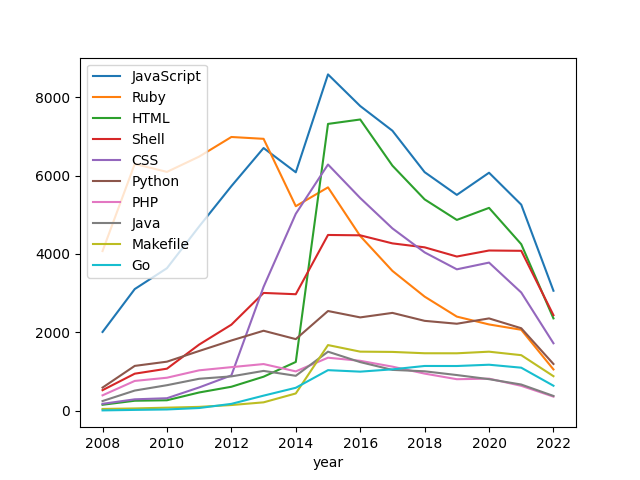 8000
6000
4000
2000
0
JavaScript
Ruby
HTML
Shell
CSS
Python
PHP
Java
Makefile
Go
2008 2010 2012 2014 2016 2018 2020 2022
year